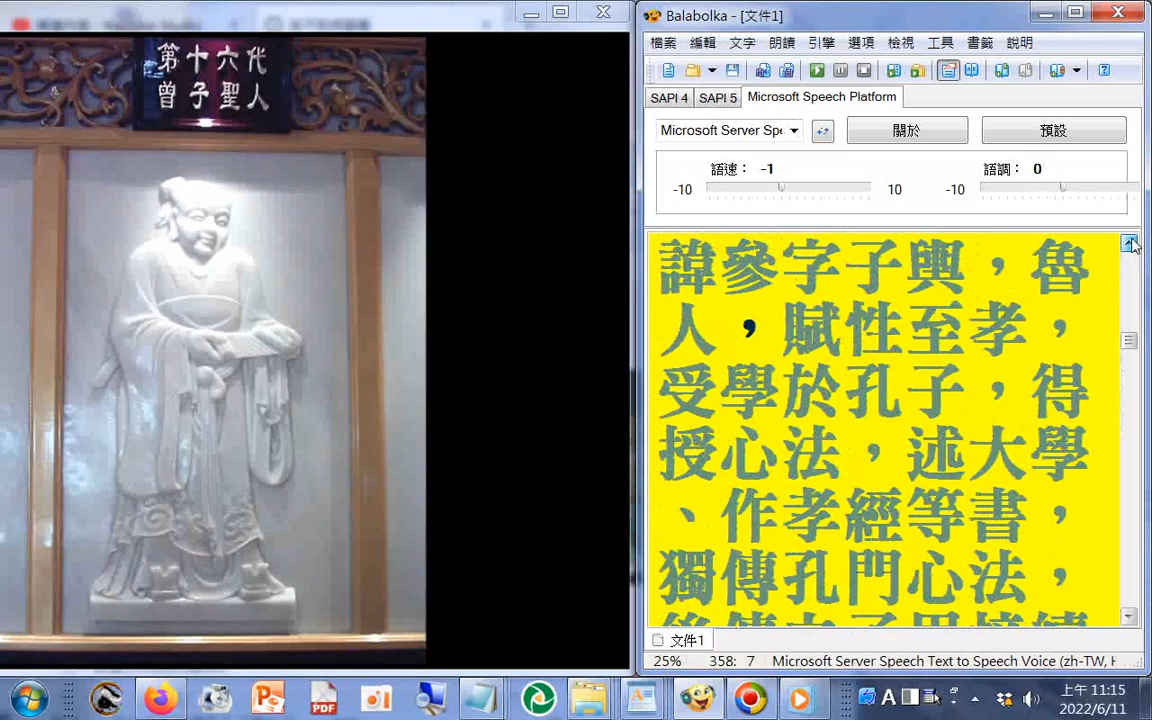 第十六代
曾子聖人
Balabolka - [文件1]
檔案 編輯 文字 朗讀 引擎 選項 檢視 工具 書籤 說明
SAPI 4 SAPI 5 Microsoft Speech Platform
Microsoft Server Spe 關於 預設
語速： -1 語調： 0
-10 10 -10
諱參字子輿，魯
人，賦性至孝，
受學於孔子，得
授心法，述大學
、作孝經等書，
獨傳孔門心法，
文件1
25% 358: 7 Microsoft Server Speech Text to Speech Voice (zh-TW, H
PDF
A
上午 11:15
2022/6/11